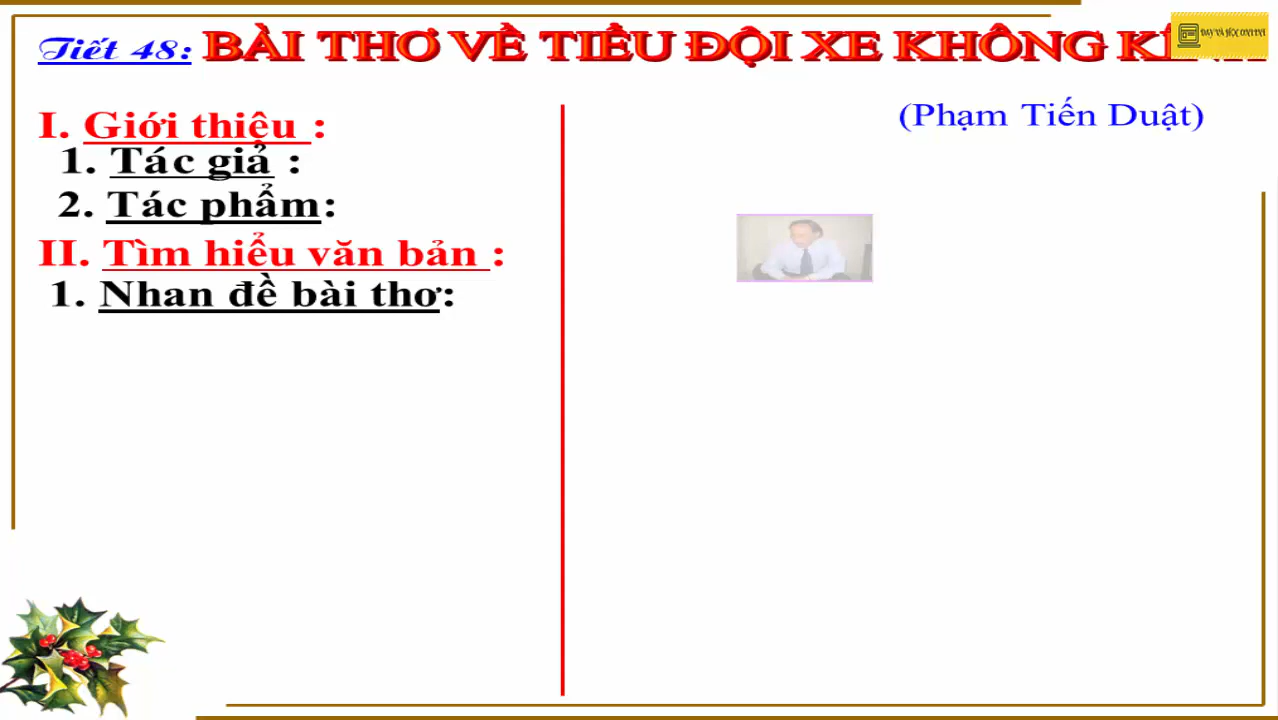 Tiết 48: BÀI THƠ VỀ TIỂU ĐỘI XE KHÔNG
(Phạm Tiến Duật)
I. Giới thiệu :
1. Tác giả :
2. Tác phẩm:
II. Tìm hiểu văn bản :
1. Nhan đề bài thơ: